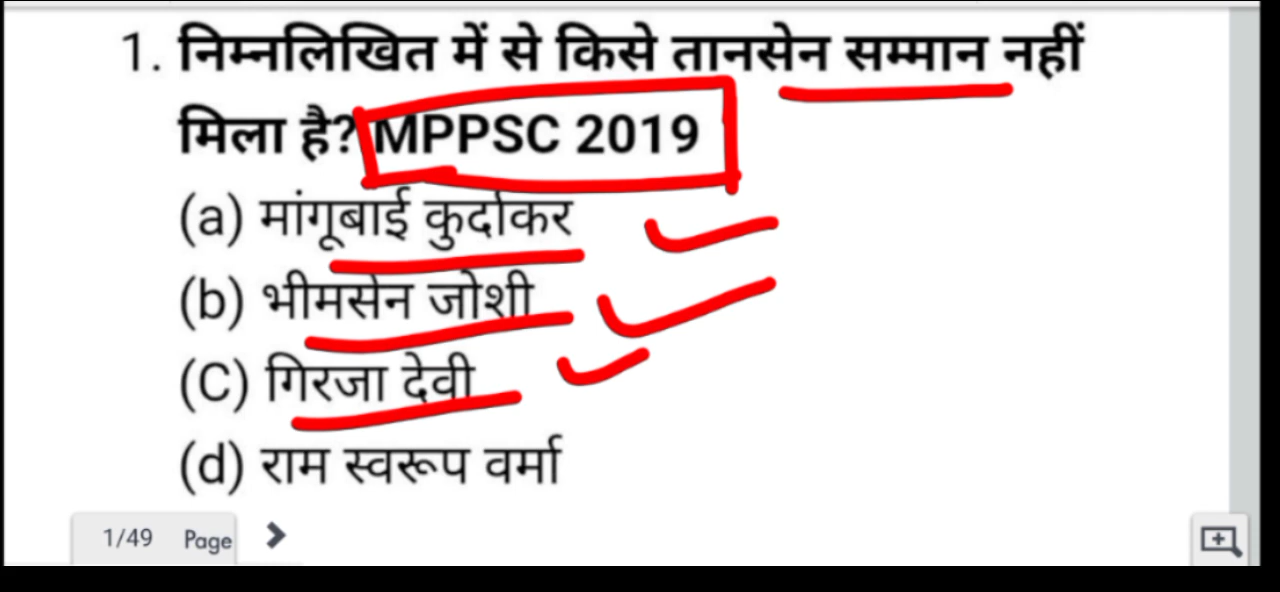 1. निम्नलिखित में से किसे तानसेन सम्मान नहीं
मिला है? MPPSC 2019
(a) मांगूबाई कुर्दाकर
(b) भीमसेन जोशी
(C) गिरजा देवी
(d) राम स्वरूप वर्मा
1/49 Page